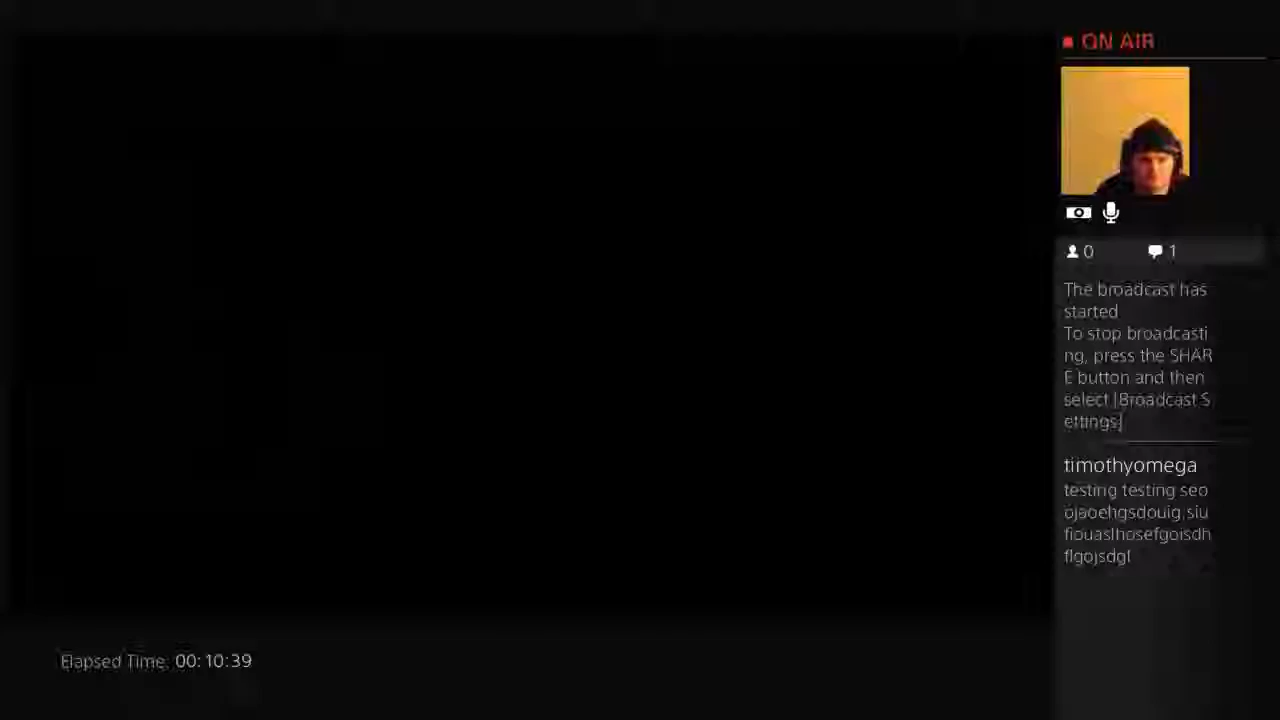 ON AIR
0 1
The broadcast has
started
To stop broadcasti
ng, press the SHAR
E button and then
select [Broadcast S
ettings]
timothyomega
testing testing seo
ojaoehgsdouig,siu
fiouaslhosefgoisdh
flgojsdgl
Elapsed Time: 00:10:39